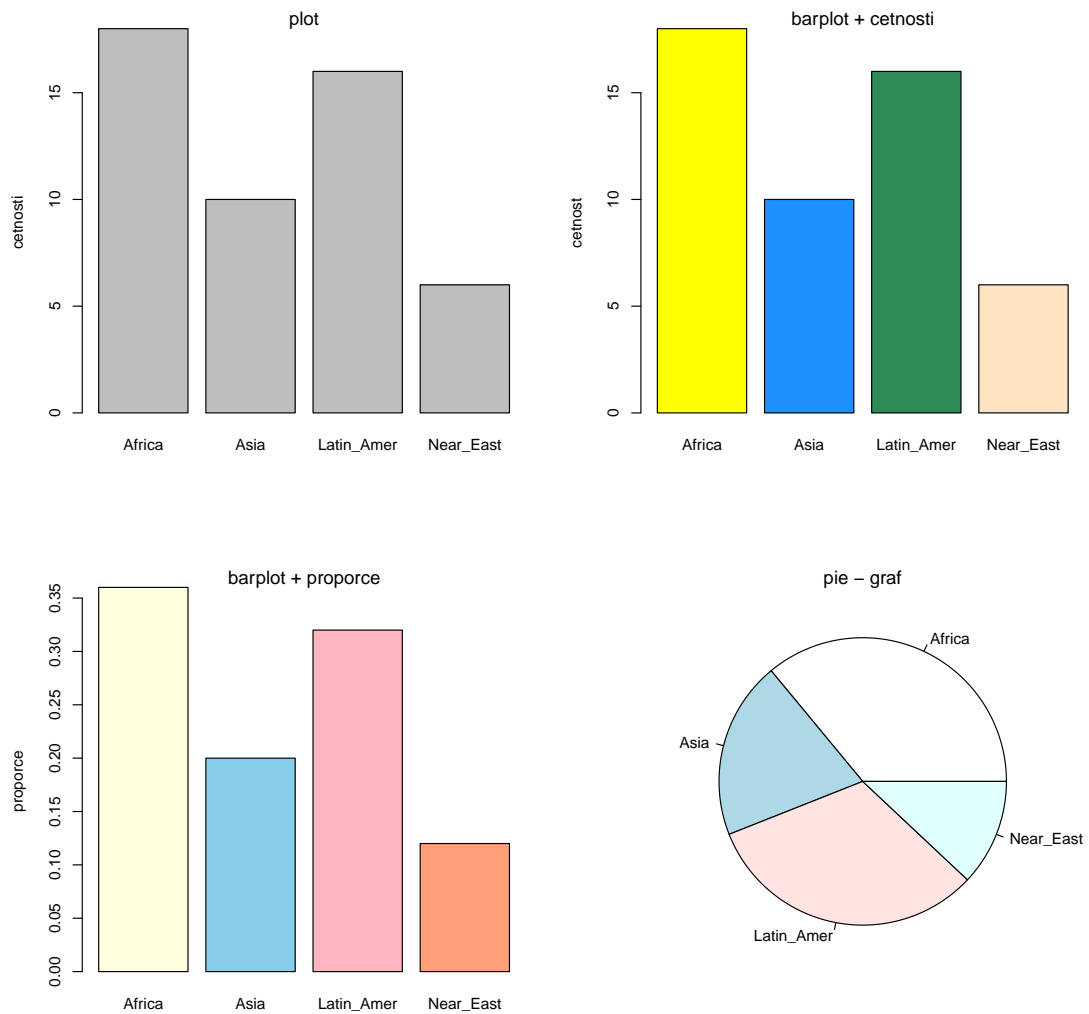 plot
cetnosti
15
10
5
0
Africa Asia Latin_Amer Near_East
barplot + cetnosti
cetnost
15
10
5
0
Africa Asia Latin_Amer Near_East
barplot + proporce
proporce
0.35
0.30
0.25
0.20
0.15
0.10
0.05
0.00
Africa Asia Latin_Amer Near_East
pie − graf
Africa
Asia
Near_East
Latin_Amer